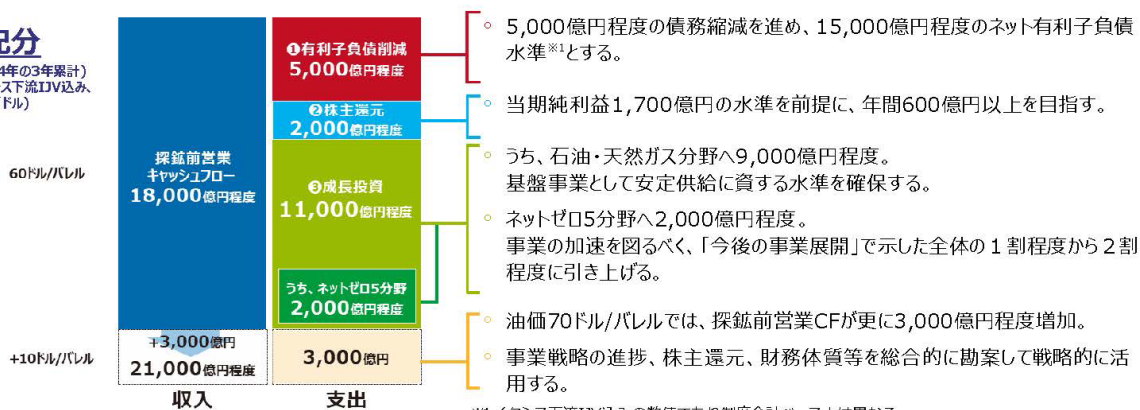 配分
4年の3年累計)
ス下流IJV込み、
ドル)
60ドル/バレル
探鉱前営業
キャッシュフロー
18,000億円程度
❶有利子負債削減
5,000億円程度
❷株主還元
2,000億円程度
❸成長投資
11,000億円程度
うち、ネットゼロ5分野
2,000億円程度
+10ドル/バレル
+3,000億円
21,000億円程度
3,000億円
収入
支出
◦ 5,000億円程度の債務縮減を進め、15,000億円程度のネット有利子負債
水準※1とする。
◦ 当期純利益1,700億円の水準を前提に、年間600億円以上を目指す。
◦ うち、石油・天然ガス分野へ9,000億円程度。
基盤事業として安定供給に資する水準を確保する。
◦ ネットゼロ5分野へ2,000億円程度。
事業の加速を図るべく、「今後の事業展開」で示した全体の1割程度から2割
程度に引き上げる。
◦ 油価70ドル/バレルでは、探鉱前営業CFが更に3,000億円程度増加。
◦ 事業戦略の進捗、株主還元、財務体質等を総合的に勘案して戦略的に活
用する。